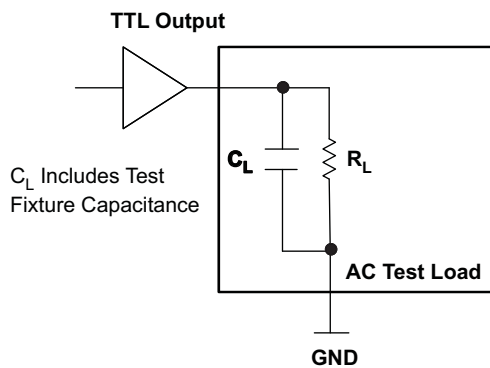 TTL Output
C_L
R_L
C_L Includes Test
Fixture Capacitance
AC Test Load
GND